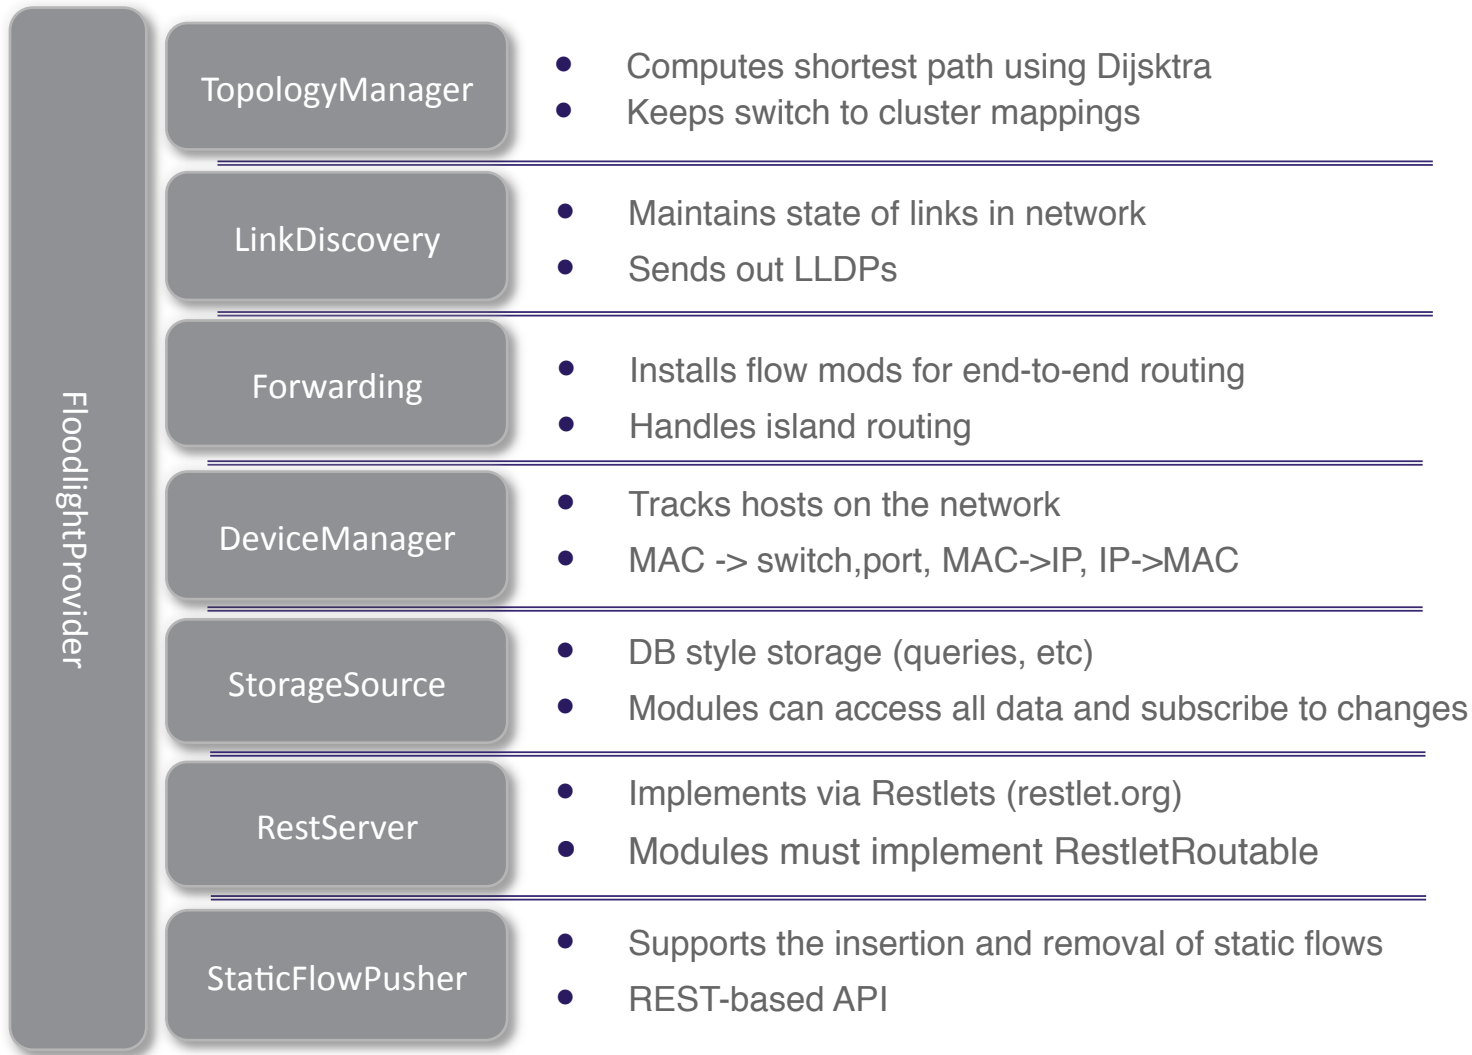 FloodlightProvider
TopologyManager
• Computes shortest path using Dijsktra
• Keeps switch to cluster mappings
LinkDiscovery
• Maintains state of links in network
• Sends out LLDPs
Forwarding
• Installs flow mods for end-to-end routing
• Handles island routing
DeviceManager
• Tracks hosts on the network
• MAC -> switch,port, MAC->IP, IP->MAC
StorageSource
• DB style storage (queries, etc)
• Modules can access all data and subscribe to changes
RestServer
• Implements via Restlets (restlet.org)
• Modules must implement RestletRoutable
StaticFlowPusher
• Supports the insertion and removal of static flows
• REST-based API